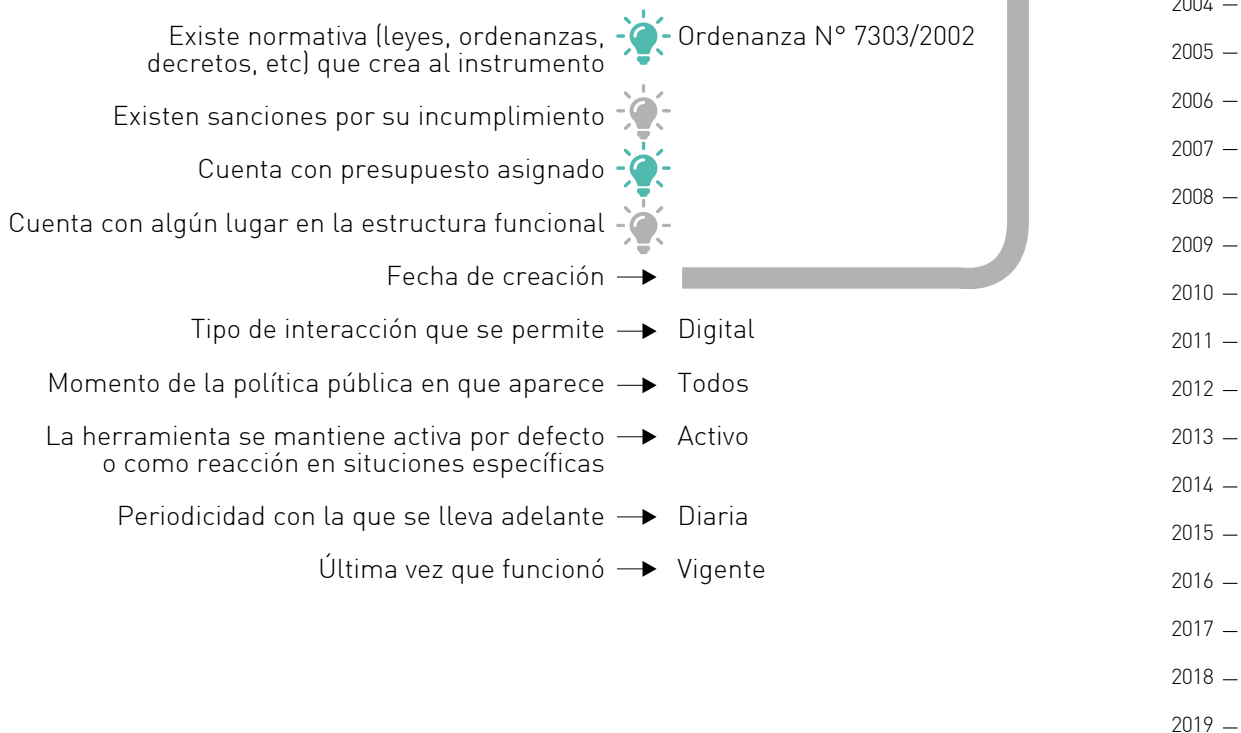 Existe normativa (leyes, ordenanzas,
decretos, etc) que crea al instrumento
Ordenanza N° 7303/2002
Existen sanciones por su incumplimiento
Cuenta con presupuesto asignado
Cuenta con algún lugar en la estructura funcional
Fecha de creación
Tipo de interacción que se permite
Digital
Momento de la política pública en que aparece
Todos
La herramienta se mantiene activa por defecto
o como reacción en situciones específicas
Activo
Periodicidad con la que se lleva adelante
Diaria
Última vez que funcionó
Vigente
2004 —
2005 —
2006 —
2007 —
2008 —
2009 —
2010 —
2011 —
2012 —
2013 —
2014 —
2015 —
2016 —
2017 —
2018 —
2019 —